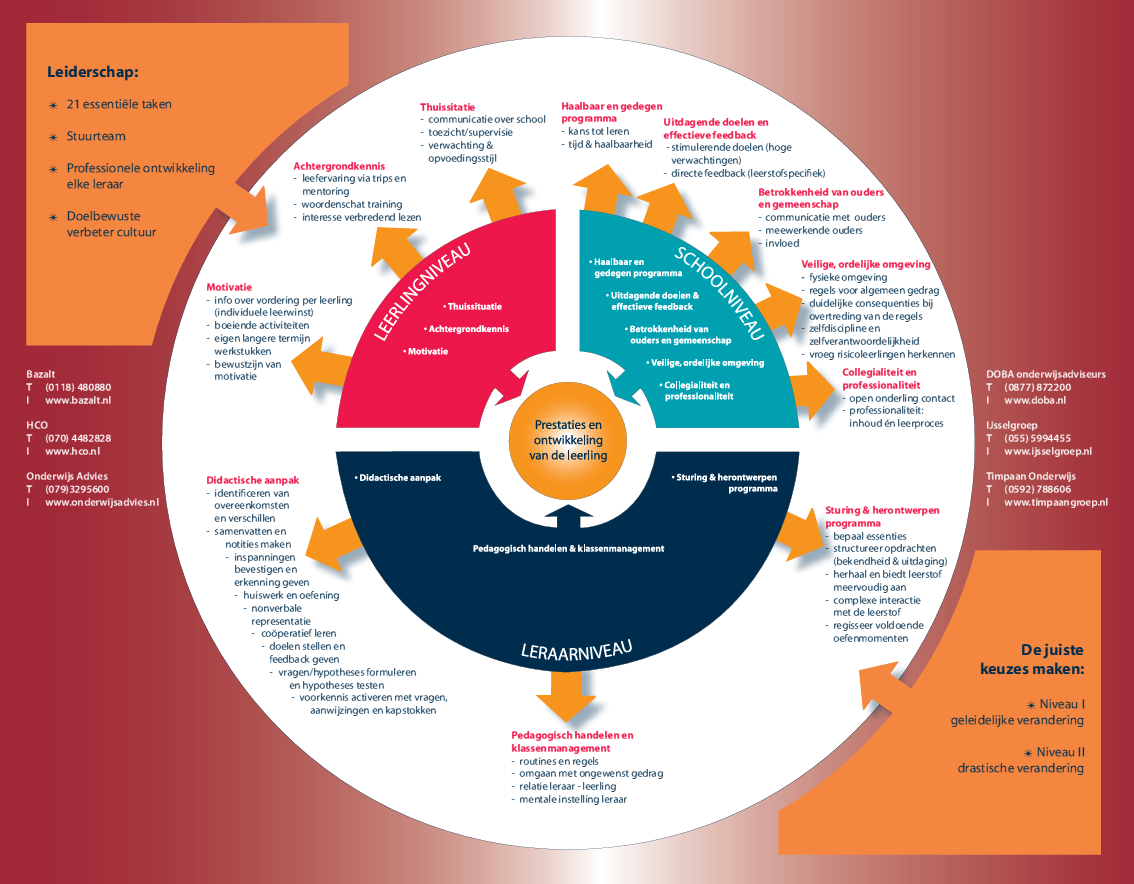 Leiderschap:
✴ 21 essentiële taken
✴ Stuurteam
✴ Professionele ontwikkeling
elke leraar
✴ Doelbewuste
verbeter cultuur
Thuissitatie
- communicatie over school
- toezicht/supervisie
- verwachting &
opvoedingsstijl
Haalbaar en gedegen
programma
- kans tot leren
- tijd & haalbaarheid
Uitdagende doelen en
effectieve feedback
- stimulerende doelen (hoge
verwachtingen)
- directe feedback (leerstofspecifiek)
Achtergrondkennis
- leefervaring via trips en
mentoring
- woordenschat training
- interesse verbredend lezen
Betrokkenheid van ouders
en gemeenschap
- communicatie met ouders
- meewerkende ouders
- invloed
Veilige, ordelijke omgeving
- fysieke omgeving
- regels voor algemeen gedrag
- duidelijke consequenties bij
overtreding van de regels
- zelfdiscipline en
zelfverantwoordelijkheid
- vroeg risicoleerlingen herkennen
Motivatie
- info over vordering per leerling
(individuele leerwinst)
- boeiende activiteiten
- eigen langere termijn
werkstukken
- bewustzijn van
motivatie
Collegialiteit en
professionaliteit
- open onderling contact
- professionaliteit:
inhoud én leerproces
LEERLINGNIVEAU
• Thuissituatie
• Achtergrondkennis
• Motivatie
SCHOOLNIVEAU
• Haalbaar en
gedegen programma
• Uitdagende doelen &
effectieve feedback
• Betrokkenheid van
ouders en gemeenschap
• Veilige, ordelijke omgeving
• Collegialiteit en
professionaliteit
Prestaties en
ontwikkeling
van de leerling
• Didactische aanpak
• Sturing & herontwerpen
programma
Pedagogisch handelen & klassenmanagement
LERAARNIVEAU
Bazalt
T (0118) 480880
I www.bazalt.nl
HCO
T (070) 4482828
I www.hco.nl
Onderwijs Advies
T (079)3295600
I www.onderwijsadvies.nl
DOBA onderwijsadviseurs
T (0877) 872200
I www.doba.nl
IJsselgroep
T (055) 5994455
I www.ijsselgroep.nl
Timpaan Onderwijs
T (0592) 788606
I www.timpaangroep.nl
Didactische aanpak
- identificeren van
overeenkomsten
en verschillen
- samenvatten en
notities maken
- inspanningen
bevestigen en
erkenning geven
- huiswerk en oefening
- nonverbale
representatie
- coöperatief leren
- doelen stellen en
feedback geven
- vragen/hypotheses formuleren
en hypotheses testen
- voorkennis activeren met vragen,
aanwijzingen en kapstokken
Sturing & herontwerpen
programma
- bepaal essenties
- structureer opdrachten
(bekendheid & uitdaging)
- herhaal en biedt leerstof
meervoudig aan
- complexe interactie
met de leerstof
- regisseer voldoende
oefenmomenten
Pedagogisch handelen en
klassenmanagement
- routines en regels
- omgaan met ongewenst gedrag
- relatie leraar - leerling
- mentale instelling leraar
De juiste
keuzes maken:
✴ Niveau I
geleidelijke verandering
✴ Niveau II
drastische verandering